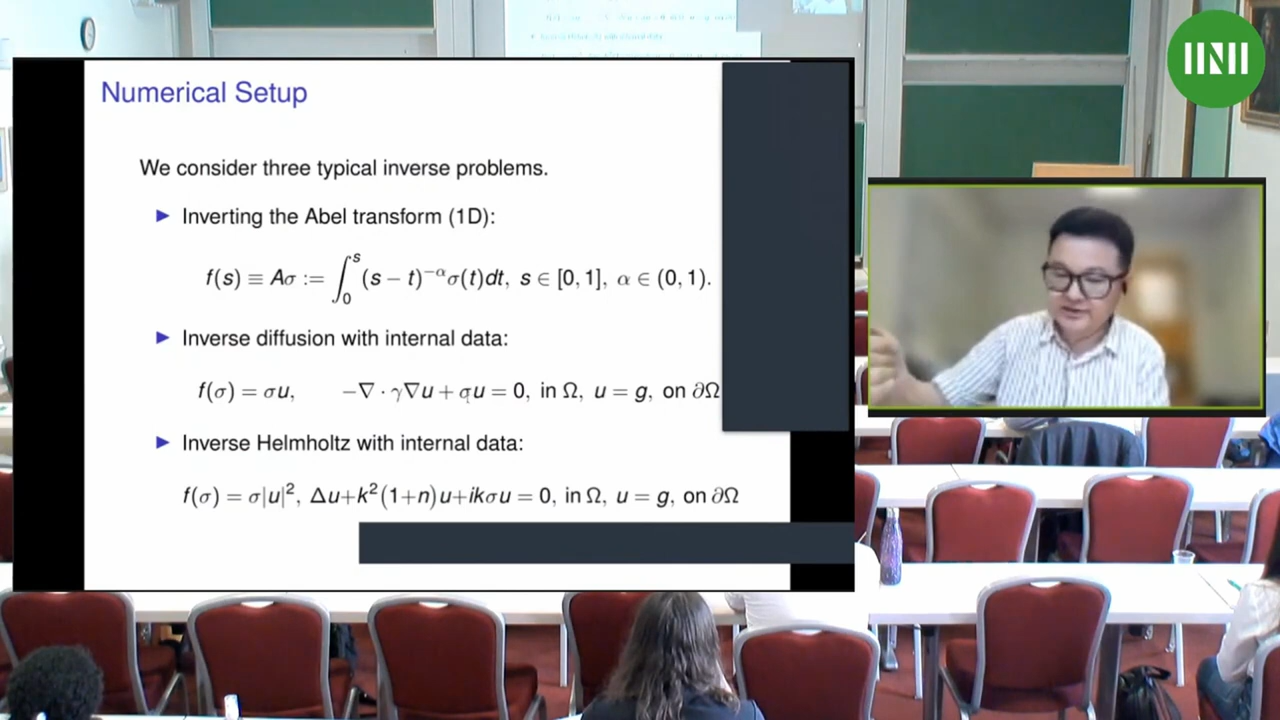 Numerical Setup
We consider three typical inverse problems.
▶ Inverting the Abel transform (1D):
f(s) ≡ Aσ := ∫₀ˢ (s − t)^{−α}σ(t)dt, s ∈ [0, 1], α ∈ (0, 1).
▶ Inverse diffusion with internal data:
f(σ) = σu, −∇ · γ∇u + σu = 0, in Ω, u = g, on ∂Ω
▶ Inverse Helmholtz with internal data:
f(σ) = σ|u|², Δu+k²(1+n)u+ikσu = 0, in Ω, u = g, on ∂Ω